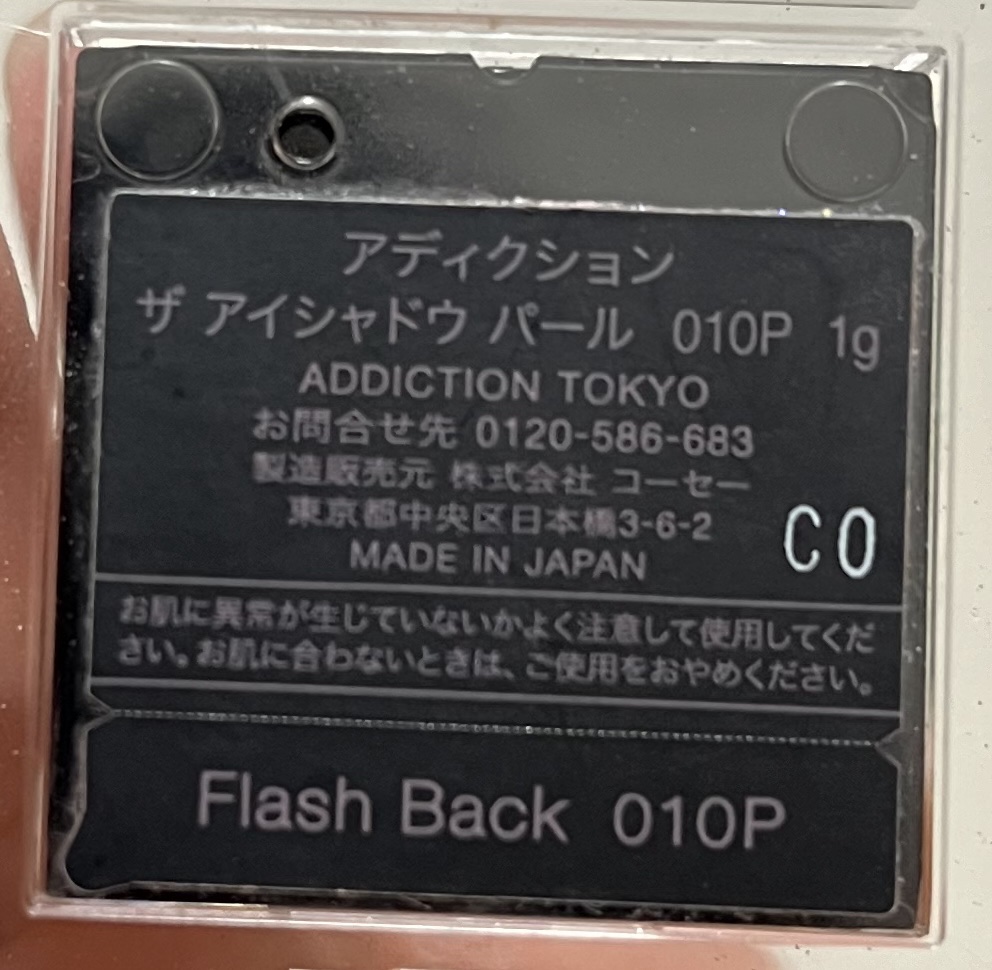 アディクション
ザ アイシャドウ パール 010P 1g
ADDICTION TOKYO
お問合せ先 0120-586-683
製造販売元 株式会社 コーセー
東京都中央区日本橋3-6-2
MADE IN JAPAN
CO
お肌に異常が生じていないかよく注意して使用してくだ
さい。お肌に合わないときは、ご使用をおやめください。
Flash Back 010P